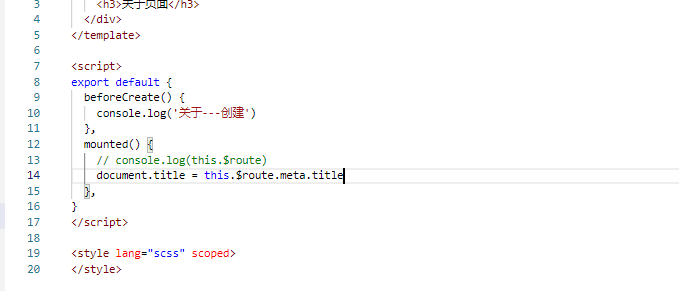 3 <h3>关于页面</h3>
4 </div>
5 </template>
6
7 <script>
8 export default {
9 beforeCreate() {
10 console.log('关于---创建')
11 },
12 mounted() {
13 // console.log(this.$route)
14 document.title = this.$route.meta.title
15 },
16 }
17 </script>
18
19 <style lang="scss" scoped>
20 </style>